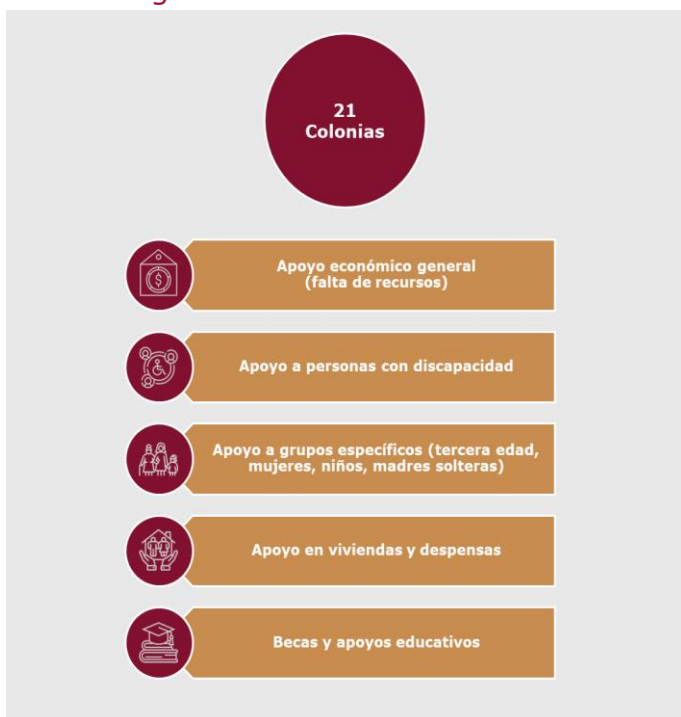 21
Colonias
Apoyo económico general
(falta de recursos)
Apoyo a personas con discapacidad
Apoyo a grupos específicos (tercera edad,
mujeres, niños, madres solteras)
Apoyo en viviendas y despensas
Becas y apoyos educativos